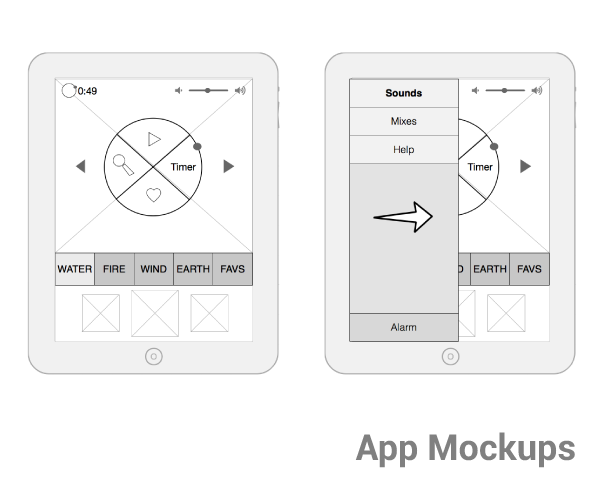 0:49
Timer
WATER FIRE WIND EARTH FAVS
Sounds
Mixes
Help
Timer
D EARTH FAVS
Alarm
App Mockups